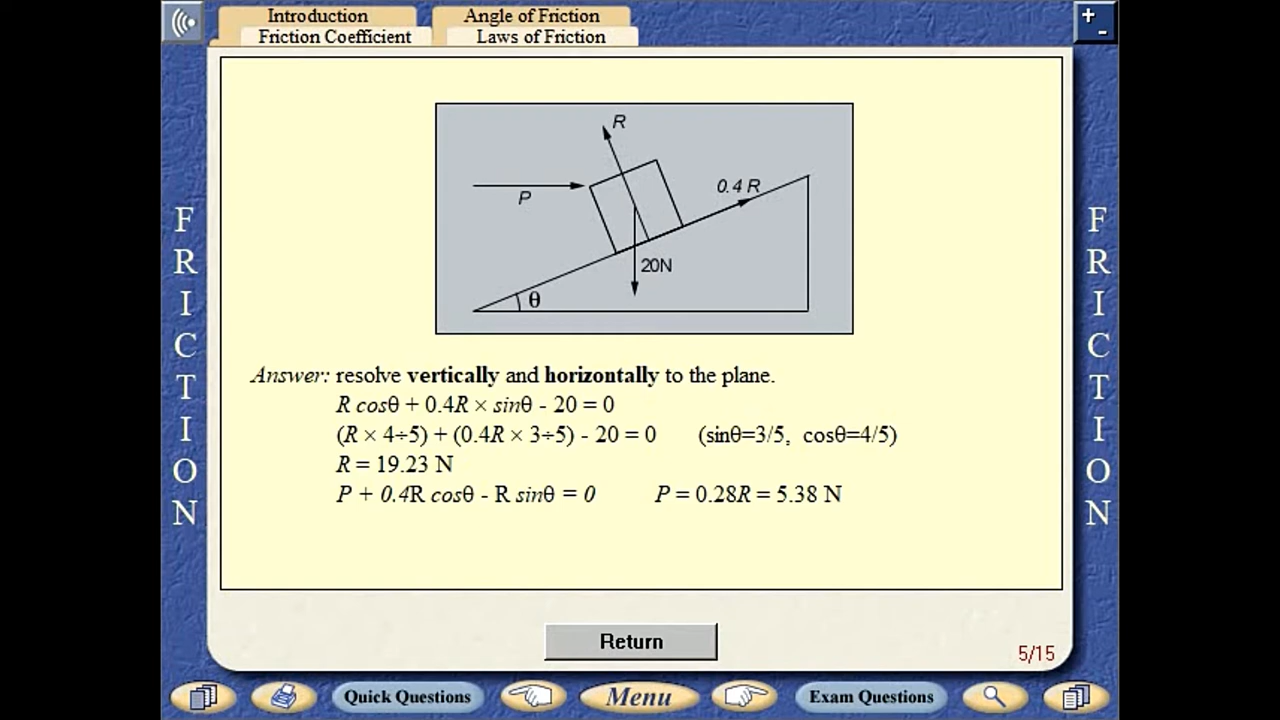 Introduction
Angle of Friction
Friction Coefficient
Laws of Friction
+
-
FRICTION
FRICTION
R
P
0.4 R
20N
θ
Answer: resolve vertically and horizontally to the plane.
R cosθ + 0.4R × sinθ - 20 = 0
(R × 4÷5) + (0.4R × 3÷5) - 20 = 0 (sinθ=3/5, cosθ=4/5)
R = 19.23 N
P + 0.4R cosθ - R sinθ = 0 P = 0.28R = 5.38 N
Return
5/15
Quick Questions
Menu
Exam Questions